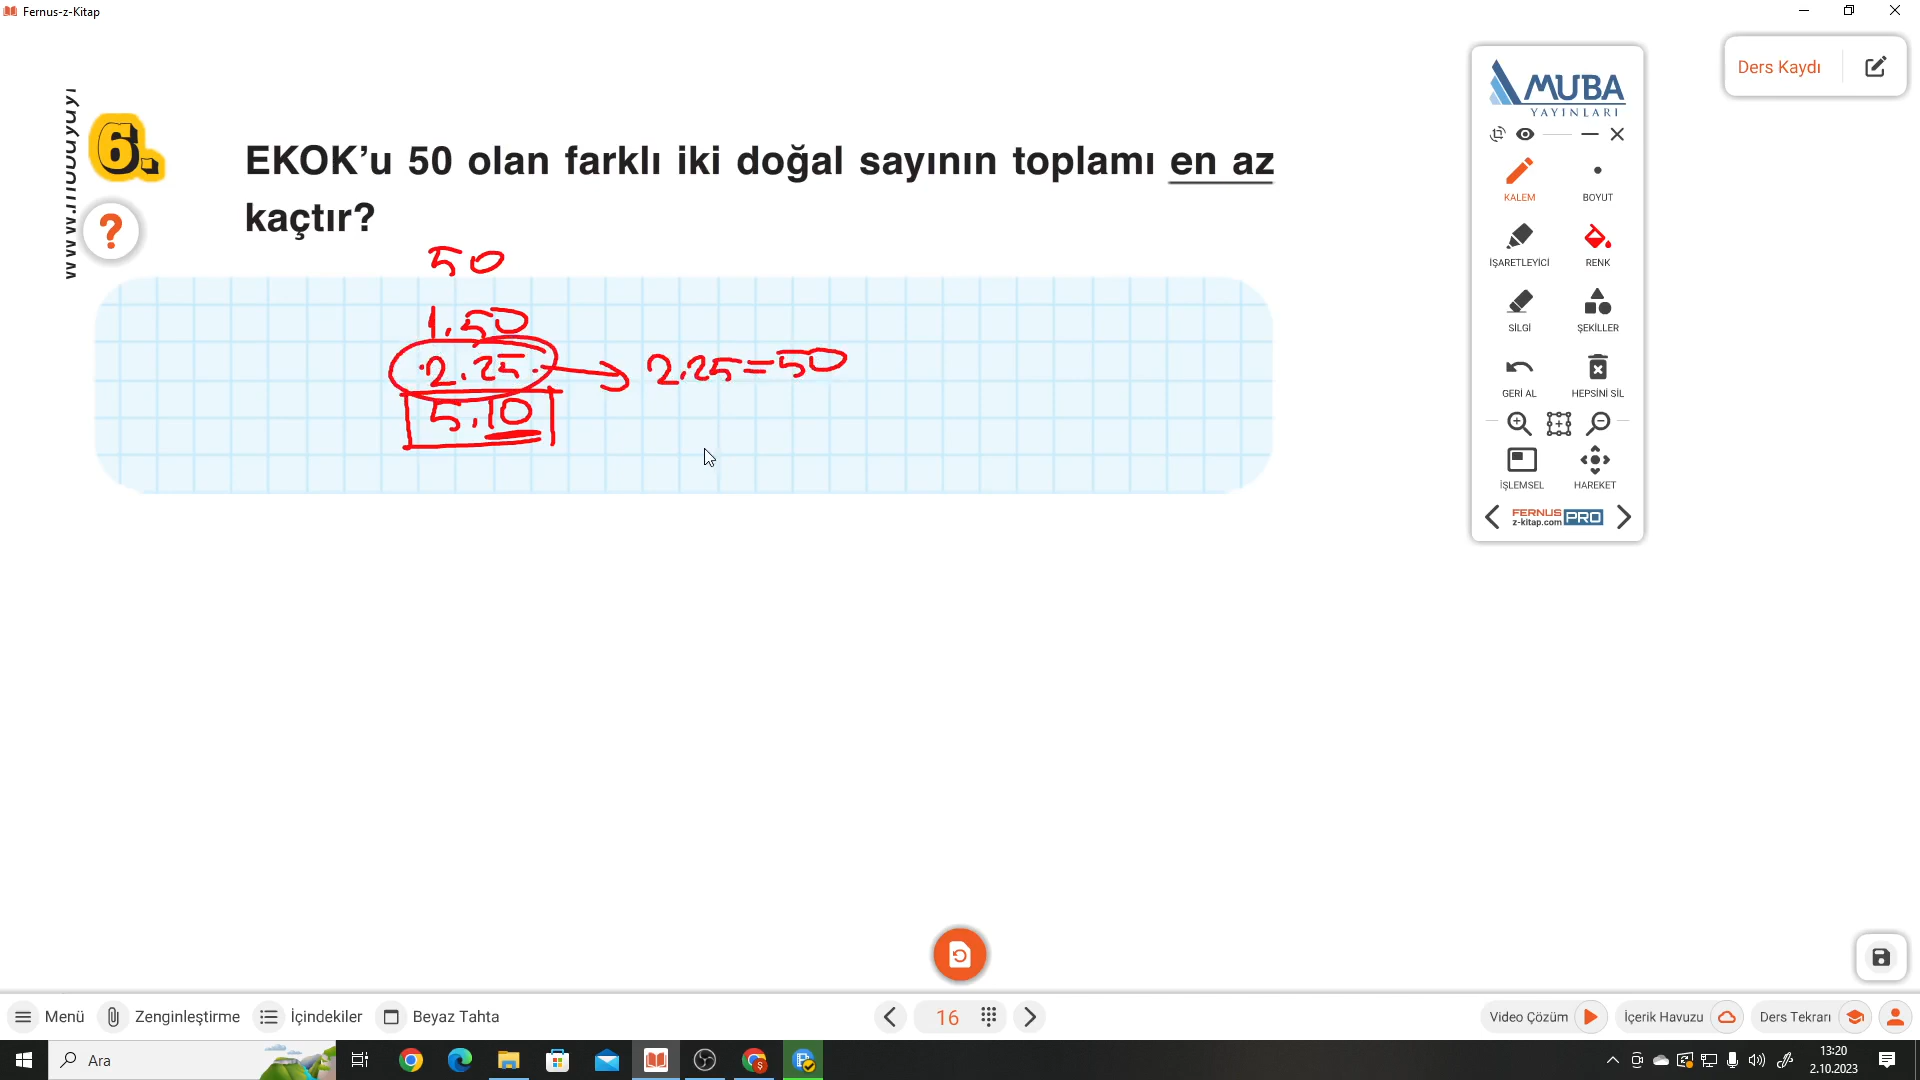 Fernus-z-Kitap
Ders Kaydı
MUBA
YAYINLARI
6.
?
EKOK’u 50 olan farklı iki doğal sayının toplamı en az
kaçtır?
50
1.50
2.25 → 2.25=50
5.10
KALEM
BOYUT
İŞARETLEYİCİ
RENK
SİLGİ
ŞEKİLLER
GERİ AL
HEPSİNİ SİL
İŞLEMSEL
HAREKET
FERNUS
z-kitap.com PRO
Menü
Zenginleştirme
İçindekiler
Beyaz Tahta
16
Video Çözüm
İçerik Havuzu
Ders Tekrarı
Ara
13:20
2.10.2023